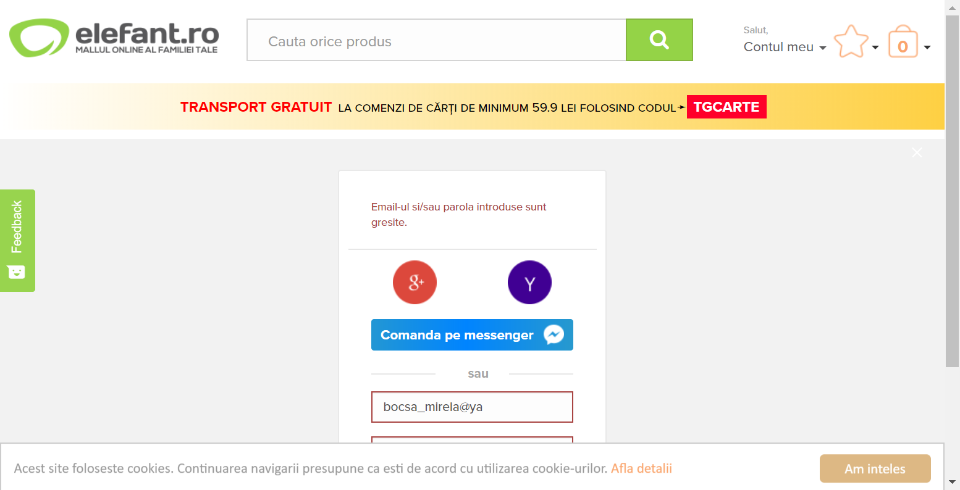 elefant.ro
MALLUL ONLINE AL FAMILIEI TALE
Cauta orice produs
Salut,
Contul meu
0
TRANSPORT GRATUIT LA COMENZI DE CĂRȚI DE MINIMUM 59.9 LEI FOLOSIND CODUL TGCARTE
Feedback
Email-ul si/sau parola introduse sunt
gresite.
g+
Y
Comanda pe messenger
sau
bocsa_mirela@ya
Acest site foloseste cookies. Continuarea navigarii presupune ca esti de acord cu utilizarea cookie-urilor. Afla detalii
Am inteles